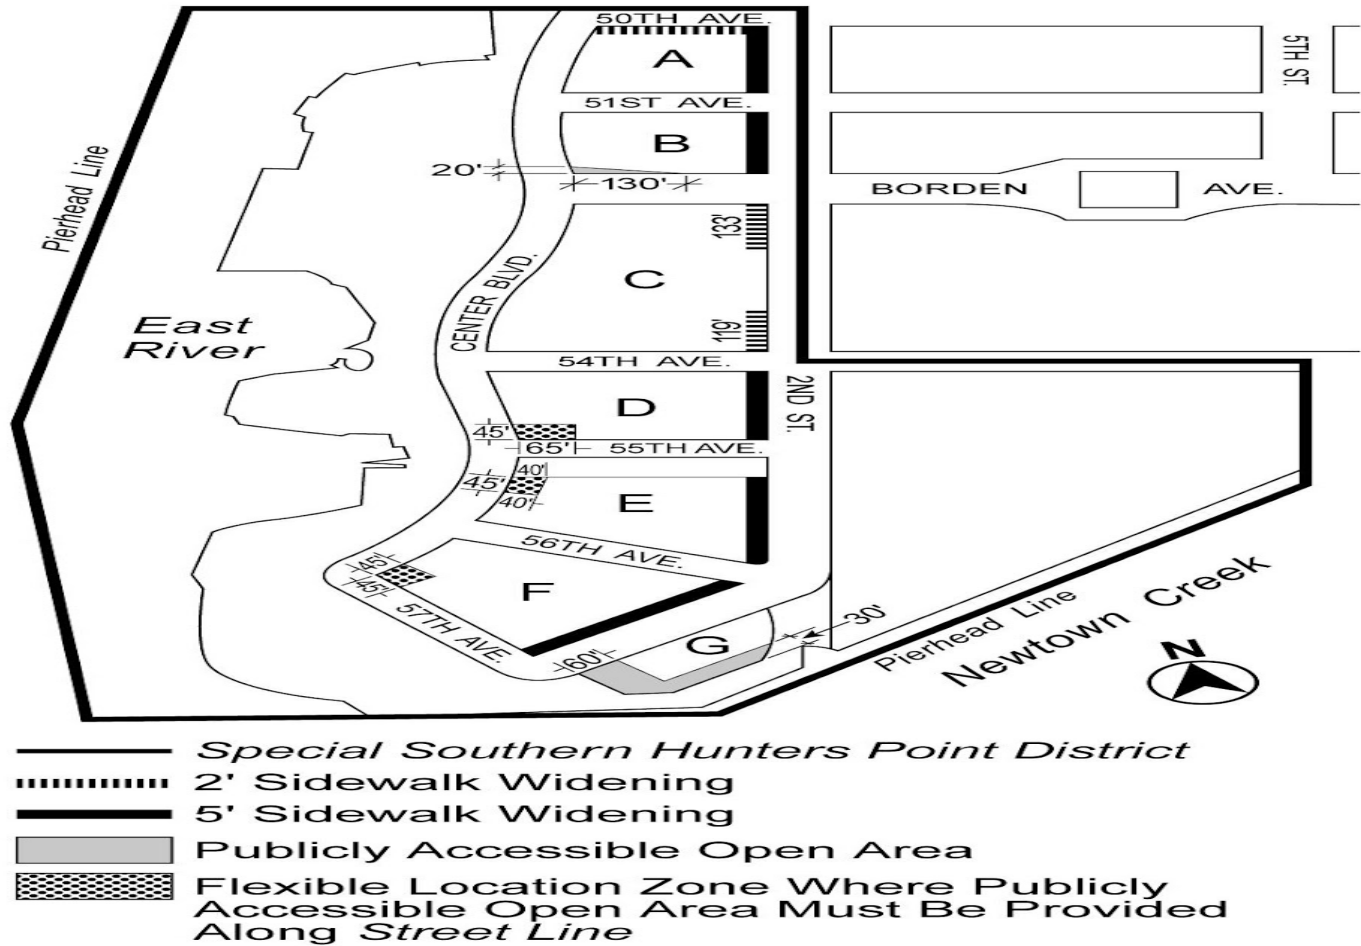 50TH AVE.
A
5TH ST.
51ST AVE.
B
20'
130'
BORDEN AVE.
Pierhead Line
133'
C
CENTER BLVD.
119'
East
River
54TH AVE.
2ND ST.
D
45'
65'
55TH AVE.
40'
45'
40'
E
56TH AVE.
45'
45'
F
57TH AVE.
60'
G
30'
Pierhead Line
Newtown Creek
N
Special Southern Hunters Point District
2' Sidewalk Widening
5' Sidewalk Widening
Publicly Accessible Open Area
Flexible Location Zone Where Publicly
Accessible Open Area Must Be Provided
Along Street Line